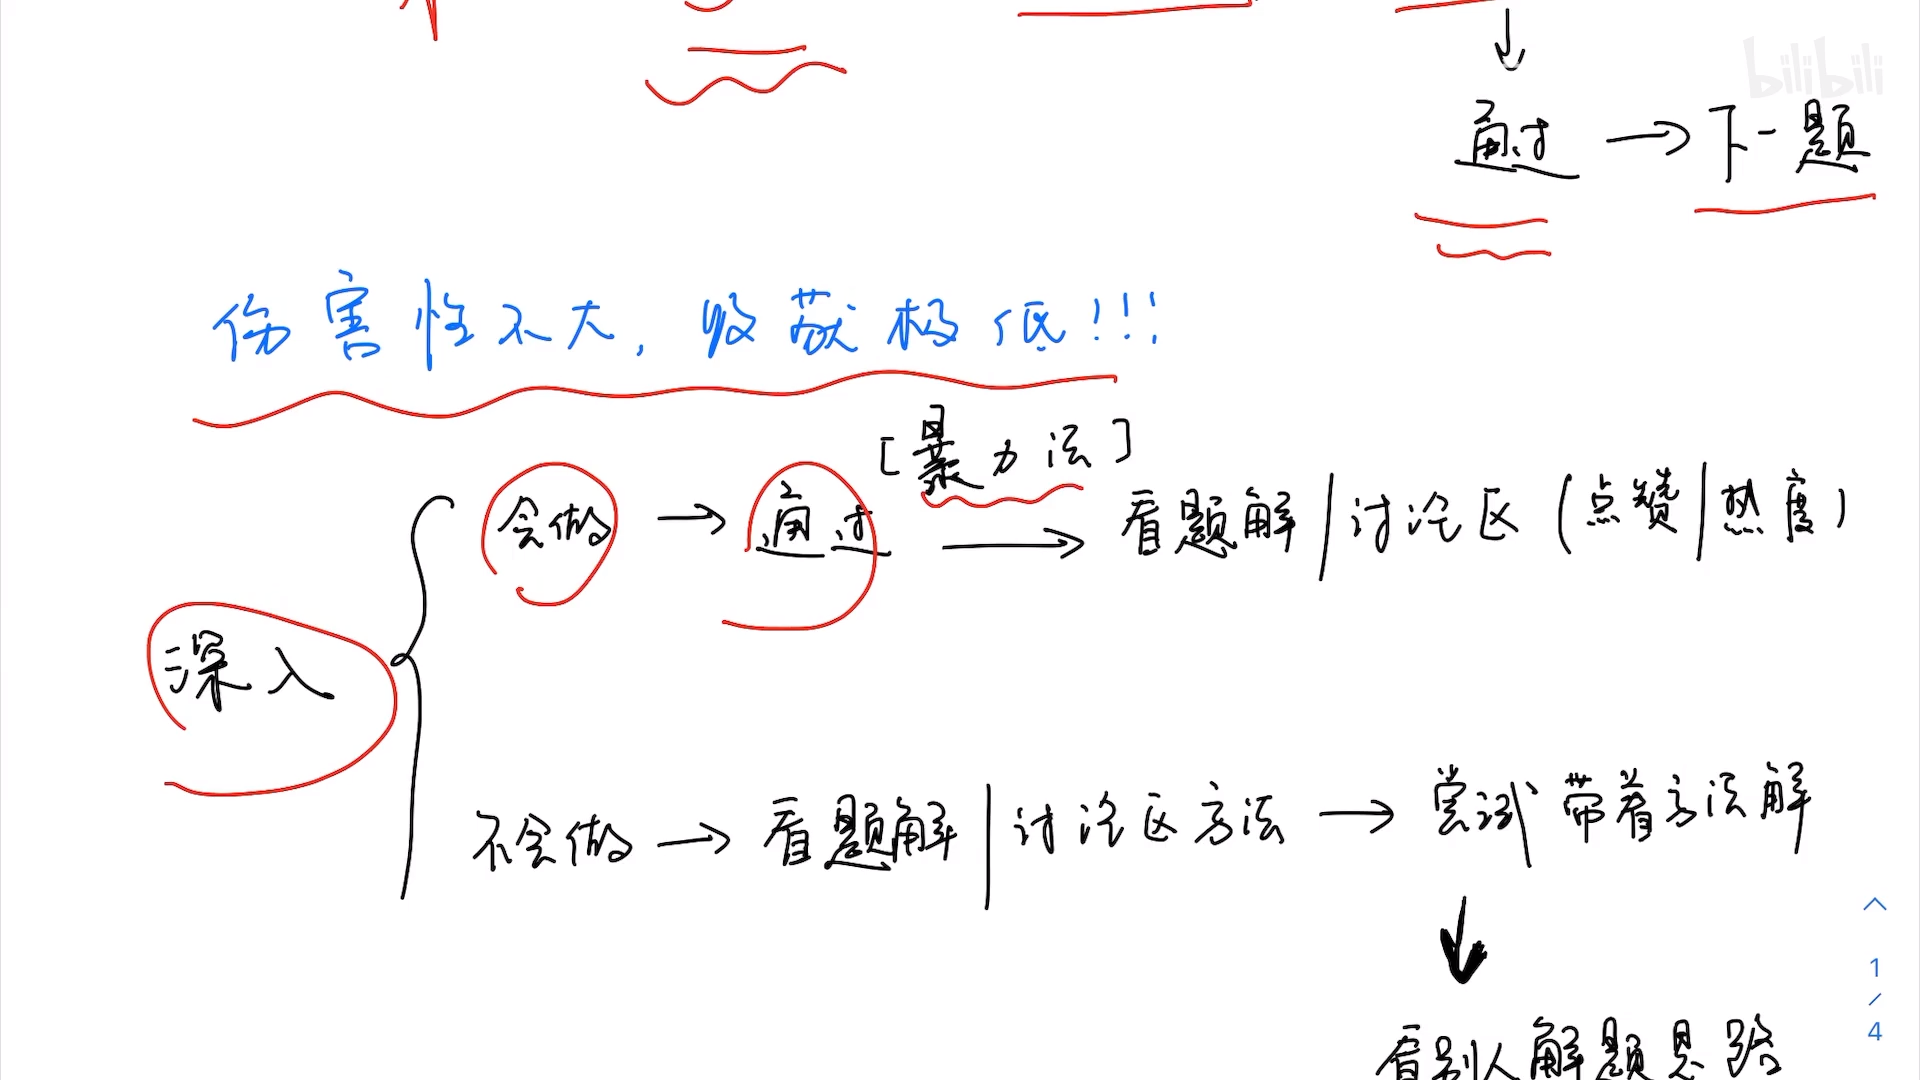 bilibili
↓
通过 → 下一题
伤害性不大, 收获极低!!!
[暴力法]
会做 → 通过 → 看题解 | 讨论区 (点赞 | 热度)
深入
不会做 → 看题解 | 讨论区方法 → 尝试带着方法解
↓
看别人解题思路
^
1
/
4